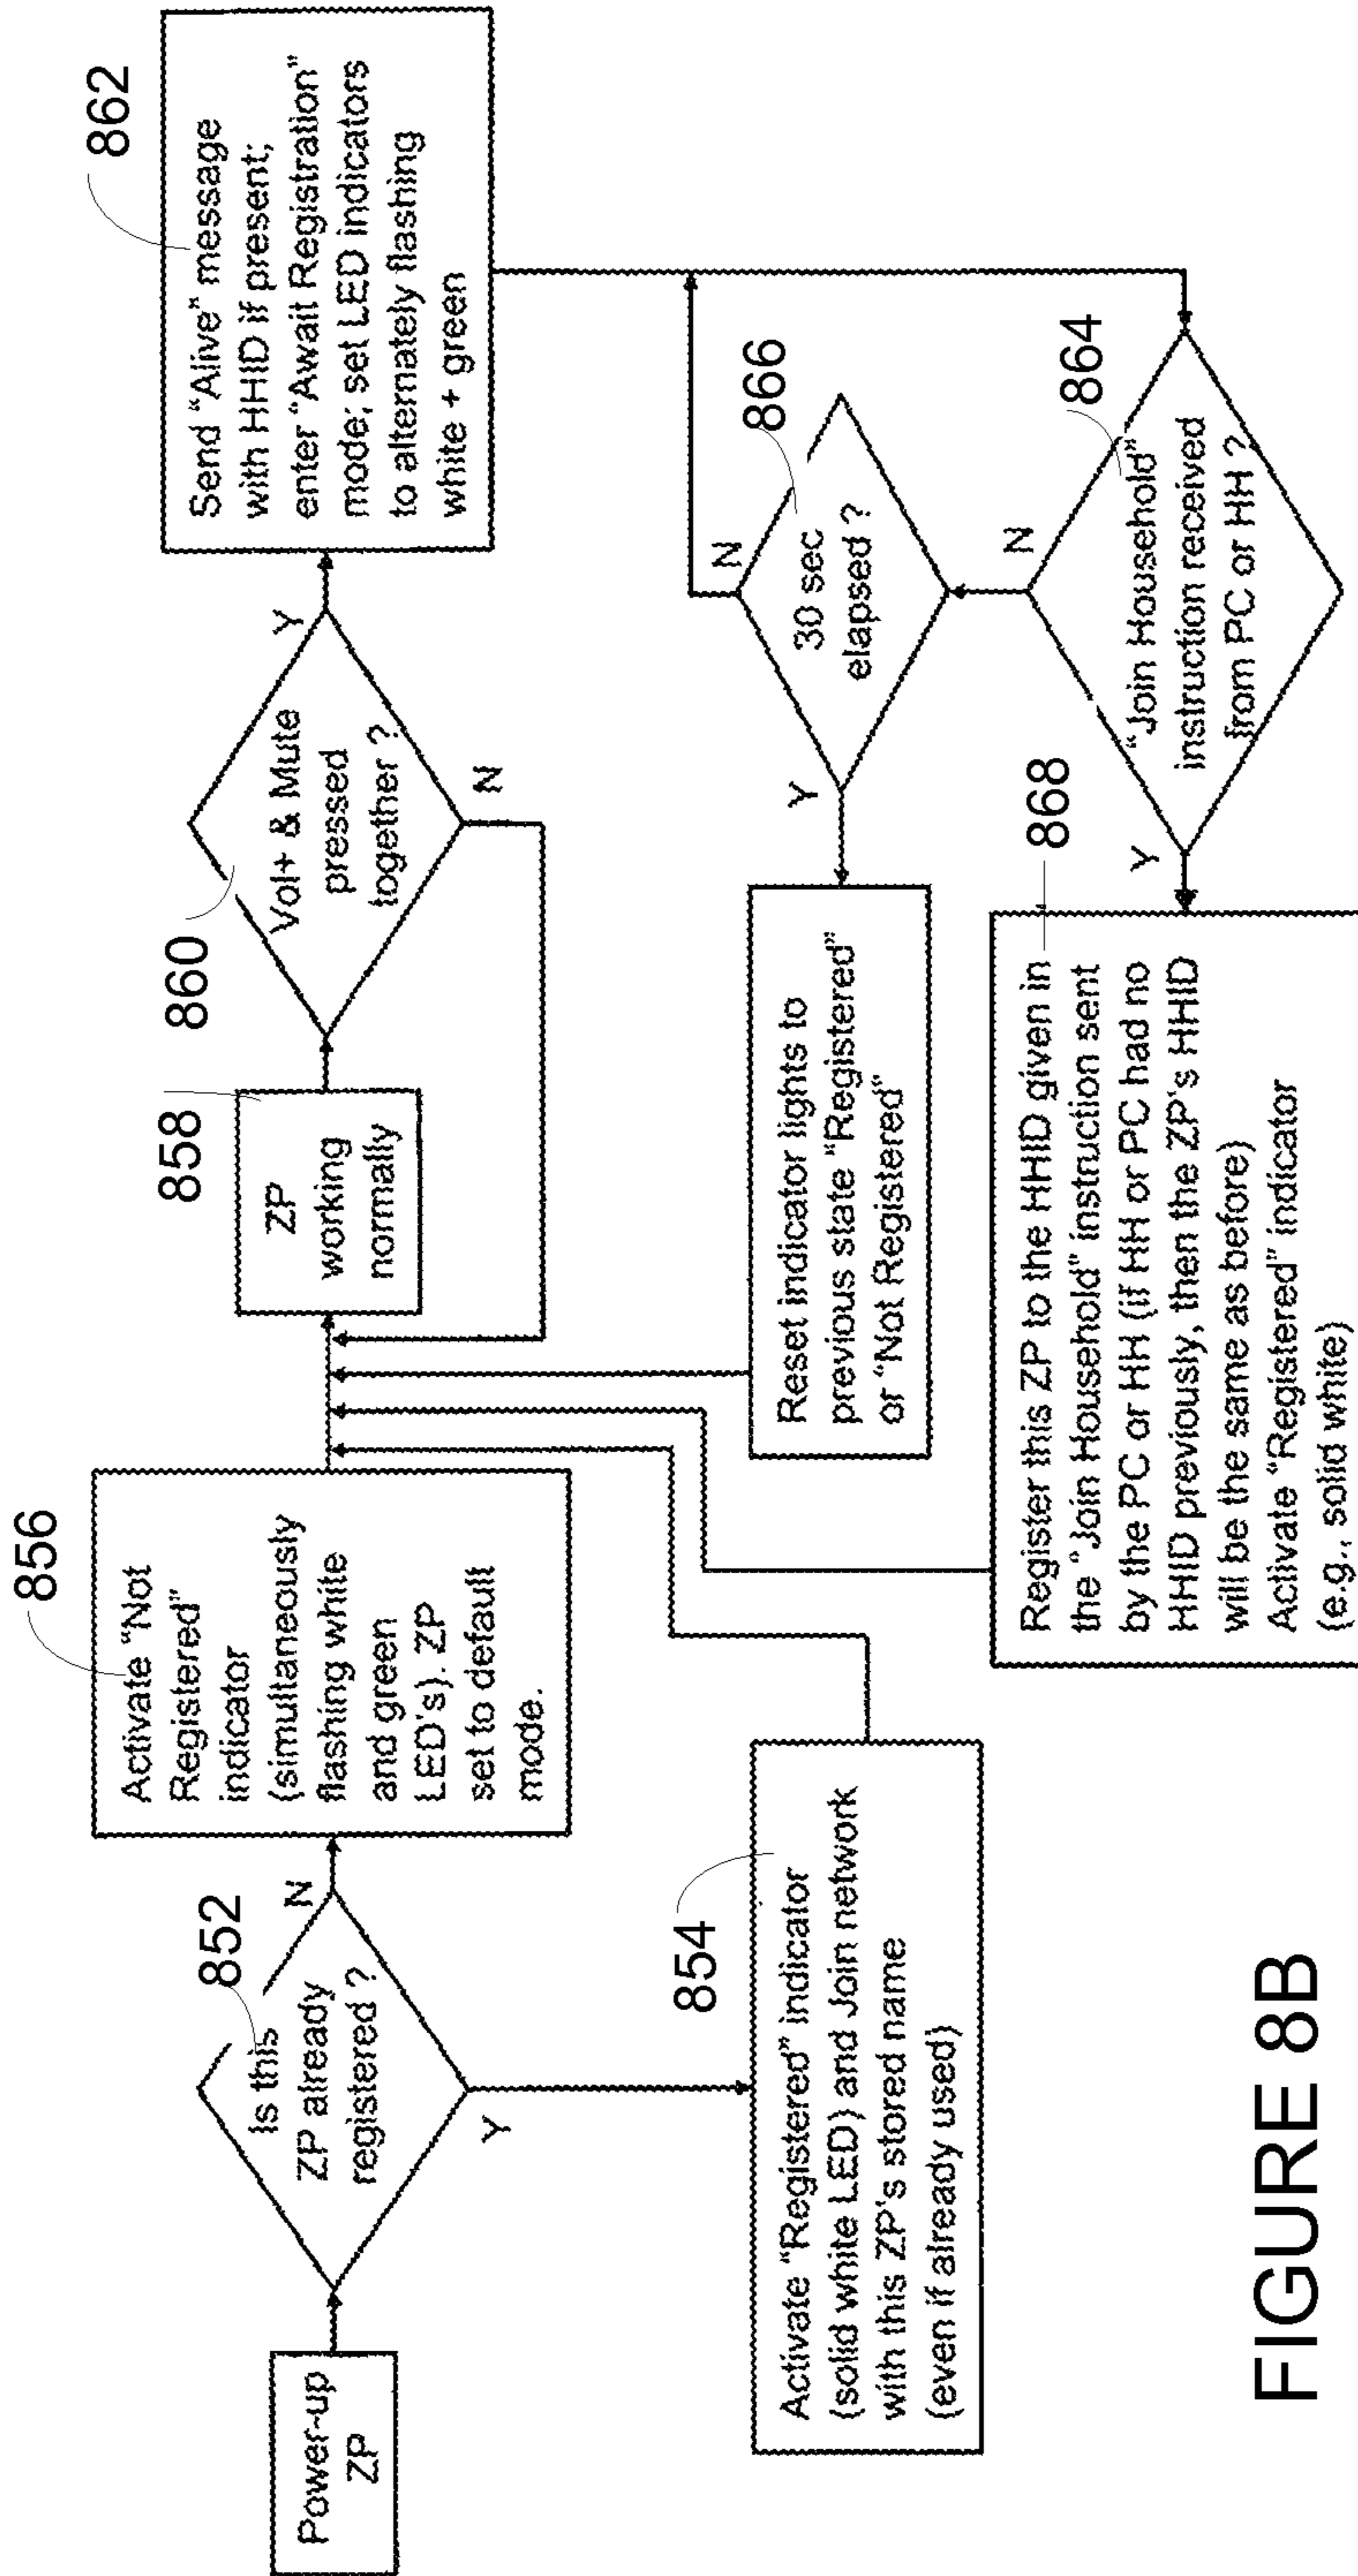 Power-up
ZP
852
Is this
ZP already
registered ?
N
Y
856
Activate “Not
Registered”
indicator
(simultaneously
flashing white
and green
LED's). ZP
set to default
mode.
854
Activate “Registered” indicator
(solid white LED) and Join network
with this ZP's stored name
(even if already used)
858
ZP
working
normally
860
Vol+ & Mute
pressed
together ?
Y
N
862
Send “Alive” message
with HHID if present;
enter “Await Registration”
mode; set LED indicators
to alternately flashing
white + green
866
30 sec
elapsed ?
N
Y
864
“Join Household”
instruction received
from PC or HH ?
N
Y
Reset indicator lights to
previous state “Registered”
or “Not Registered”
868
Register this ZP to the HHID given in
the “Join Household” instruction sent
by the PC or HH (if HH or PC had no
HHID previously, then the ZP's HHID
will be the same as before)
Activate “Registered” indicator
(e.g., solid white)
FIGURE 8B